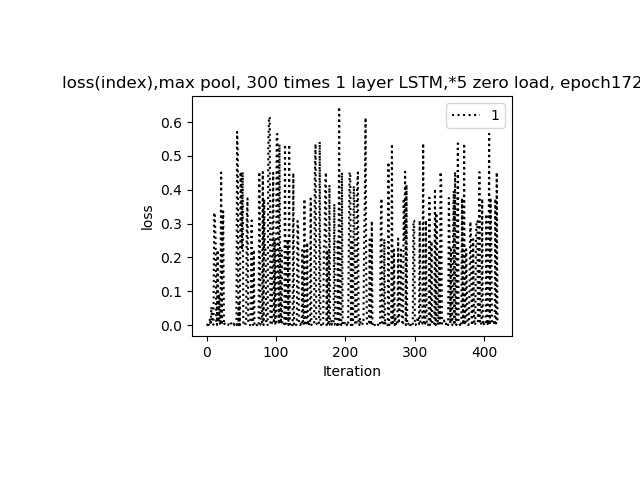 loss(index),max pool, 300 times 1 layer LSTM,*5 zero load, epoch172
1
0.6
0.5
0.4
0.3
0.2
0.1
0.0
loss
0 100 200 300 400
Iteration